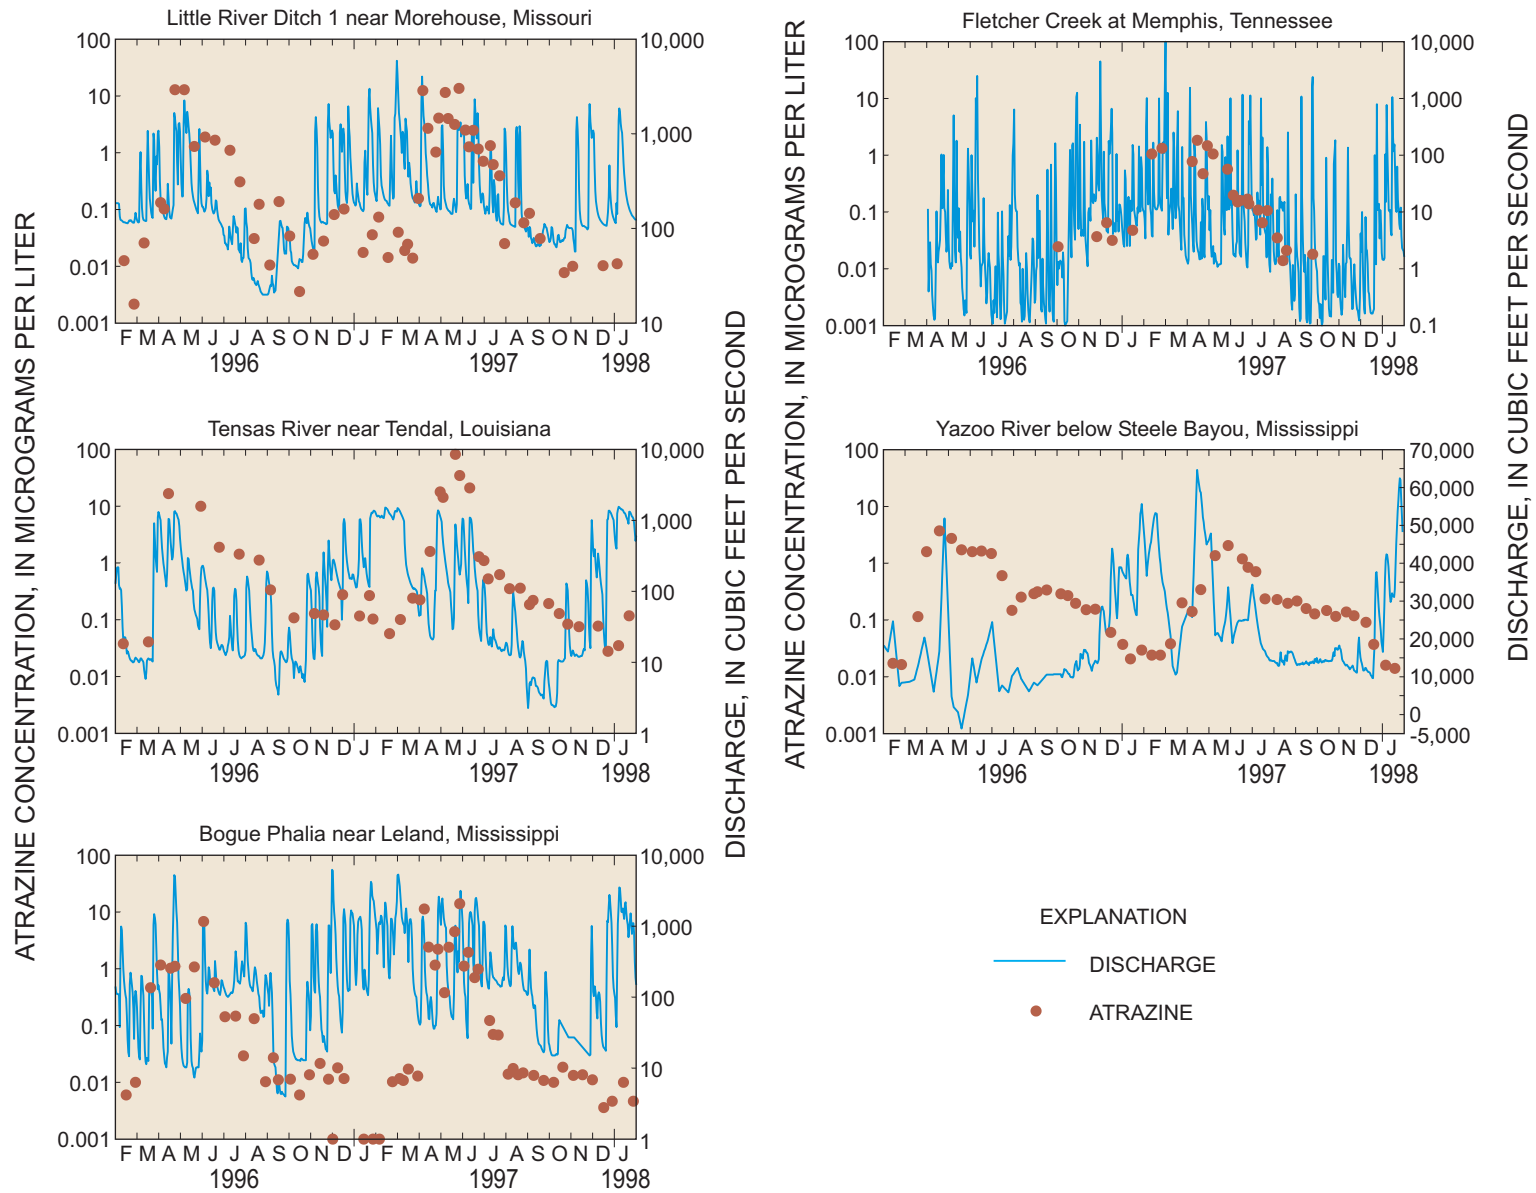 Little River Ditch 1 near Morehouse, Missouri
100
10
1
0.1
0.01
0.001
10,000
1,000
100
10
F M A M J J A S O N D J F M A M J J A S O N D J
1996 1997 1998
Fletcher Creek at Memphis, Tennessee
100
10
1
0.1
0.01
0.001
10,000
1,000
100
10
1
0.1
F M A M J J A S O N D J F M A M J J A S O N D J
1996 1997 1998
Tensas River near Tendal, Louisiana
100
10
1
0.1
0.01
0.001
10,000
1,000
100
10
1
F M A M J J A S O N D J F M A M J J A S O N D J
1996 1997 1998
Yazoo River below Steele Bayou, Mississippi
100
10
1
0.1
0.01
0.001
70,000
60,000
50,000
40,000
30,000
20,000
10,000
0
-5,000
F M A M J J A S O N D J F M A M J J A S O N D J
1996 1997 1998
Bogue Phalia near Leland, Mississippi
100
10
1
0.1
0.01
0.001
10,000
1,000
100
10
1
F M A M J J A S O N D J F M A M J J A S O N D J
1996 1997 1998
ATRAZINE CONCENTRATION, IN MICROGRAMS PER LITER
DISCHARGE, IN CUBIC FEET PER SECOND
ATRAZINE CONCENTRATION, IN MICROGRAMS PER LITER
DISCHARGE, IN CUBIC FEET PER SECOND
EXPLANATION
DISCHARGE
ATRAZINE